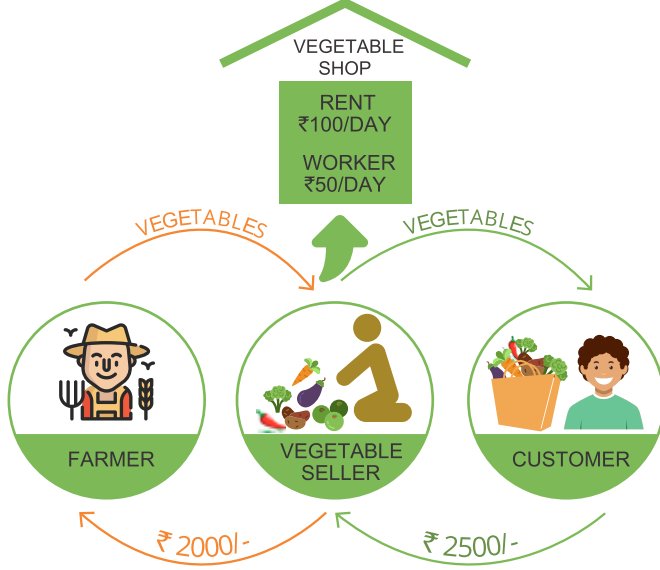 VEGETABLE
SHOP
RENT
₹100/DAY
WORKER
₹50/DAY
VEGETABLES
VEGETABLES
FARMER
VEGETABLE
SELLER
CUSTOMER
₹ 2000/-
₹ 2500/-